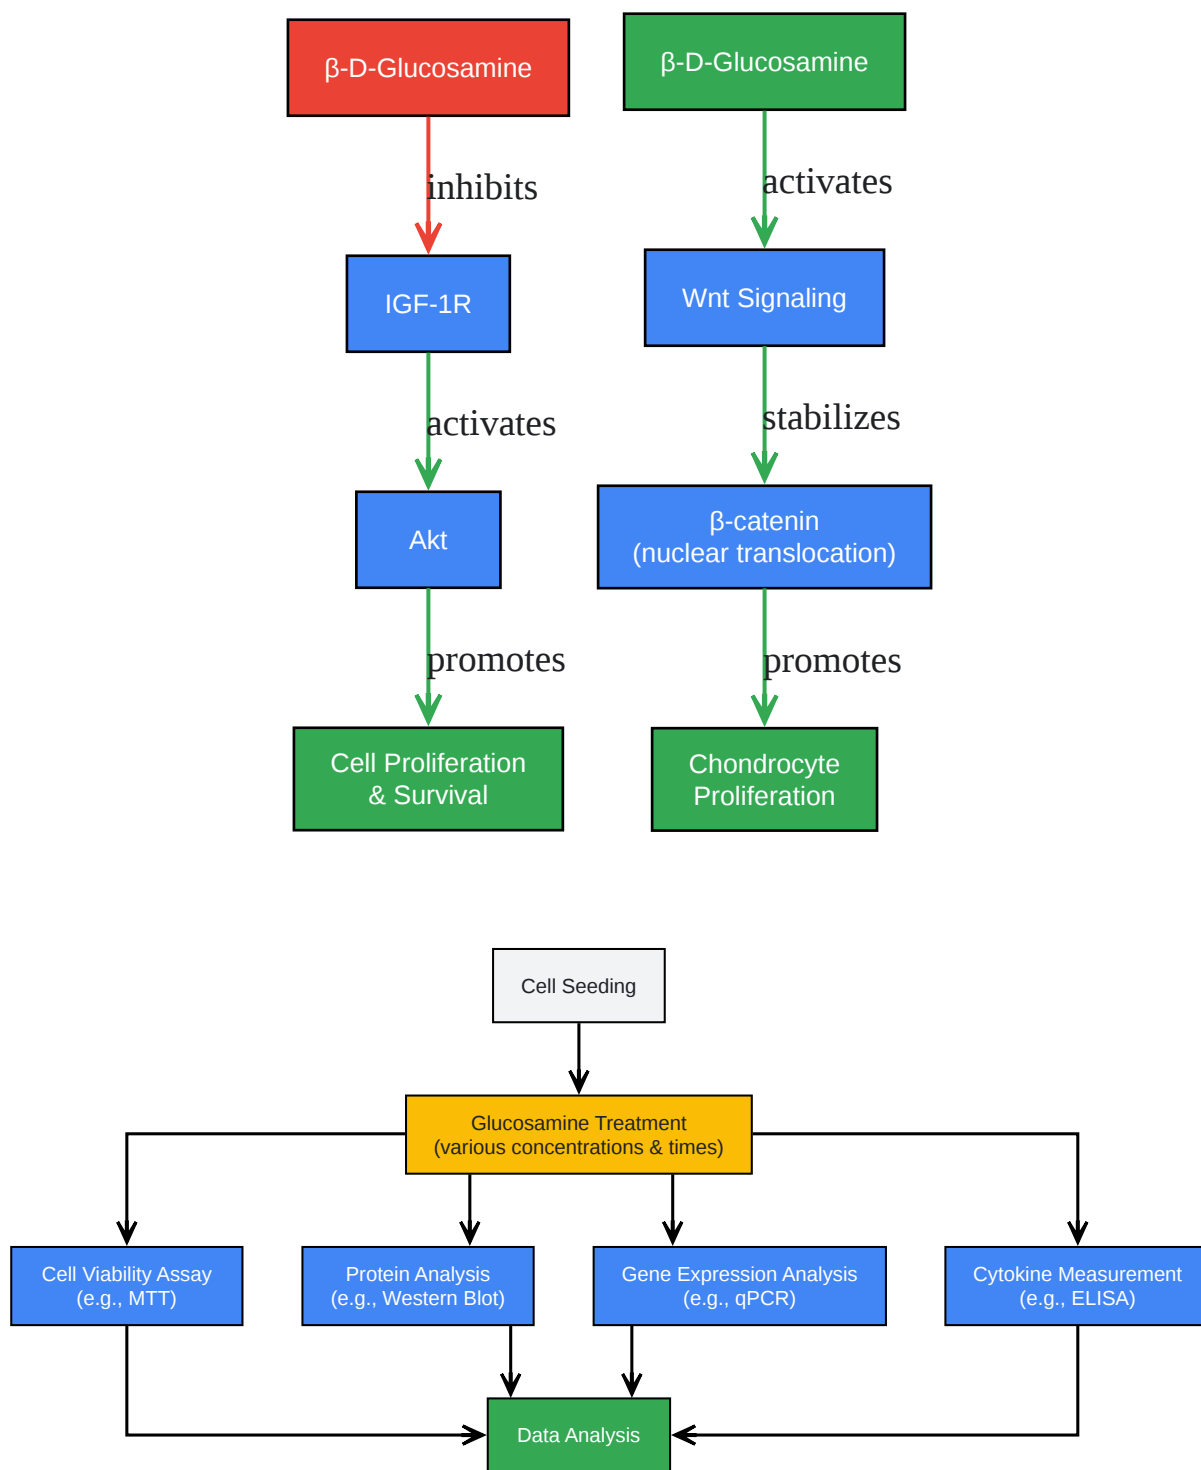 β-D-Glucosamine
inhibits
IGF-1R
activates
Akt
promotes
Cell Proliferation
& Survival
β-D-Glucosamine
activates
Wnt Signaling
stabilizes
β-catenin
(nuclear translocation)
promotes
Chondrocyte
Proliferation
Cell Seeding
Glucosamine Treatment
(various concentrations & times)
Cell Viability Assay
(e.g., MTT)
Protein Analysis
(e.g., Western Blot)
Gene Expression Analysis
(e.g., qPCR)
Cytokine Measurement
(e.g., ELISA)
Data Analysis